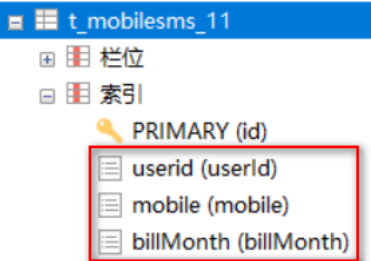 t_mobilesms_11
栏位
索引
PRIMARY (id)
userid (userId)
mobile (mobile)
billMonth (billMonth)